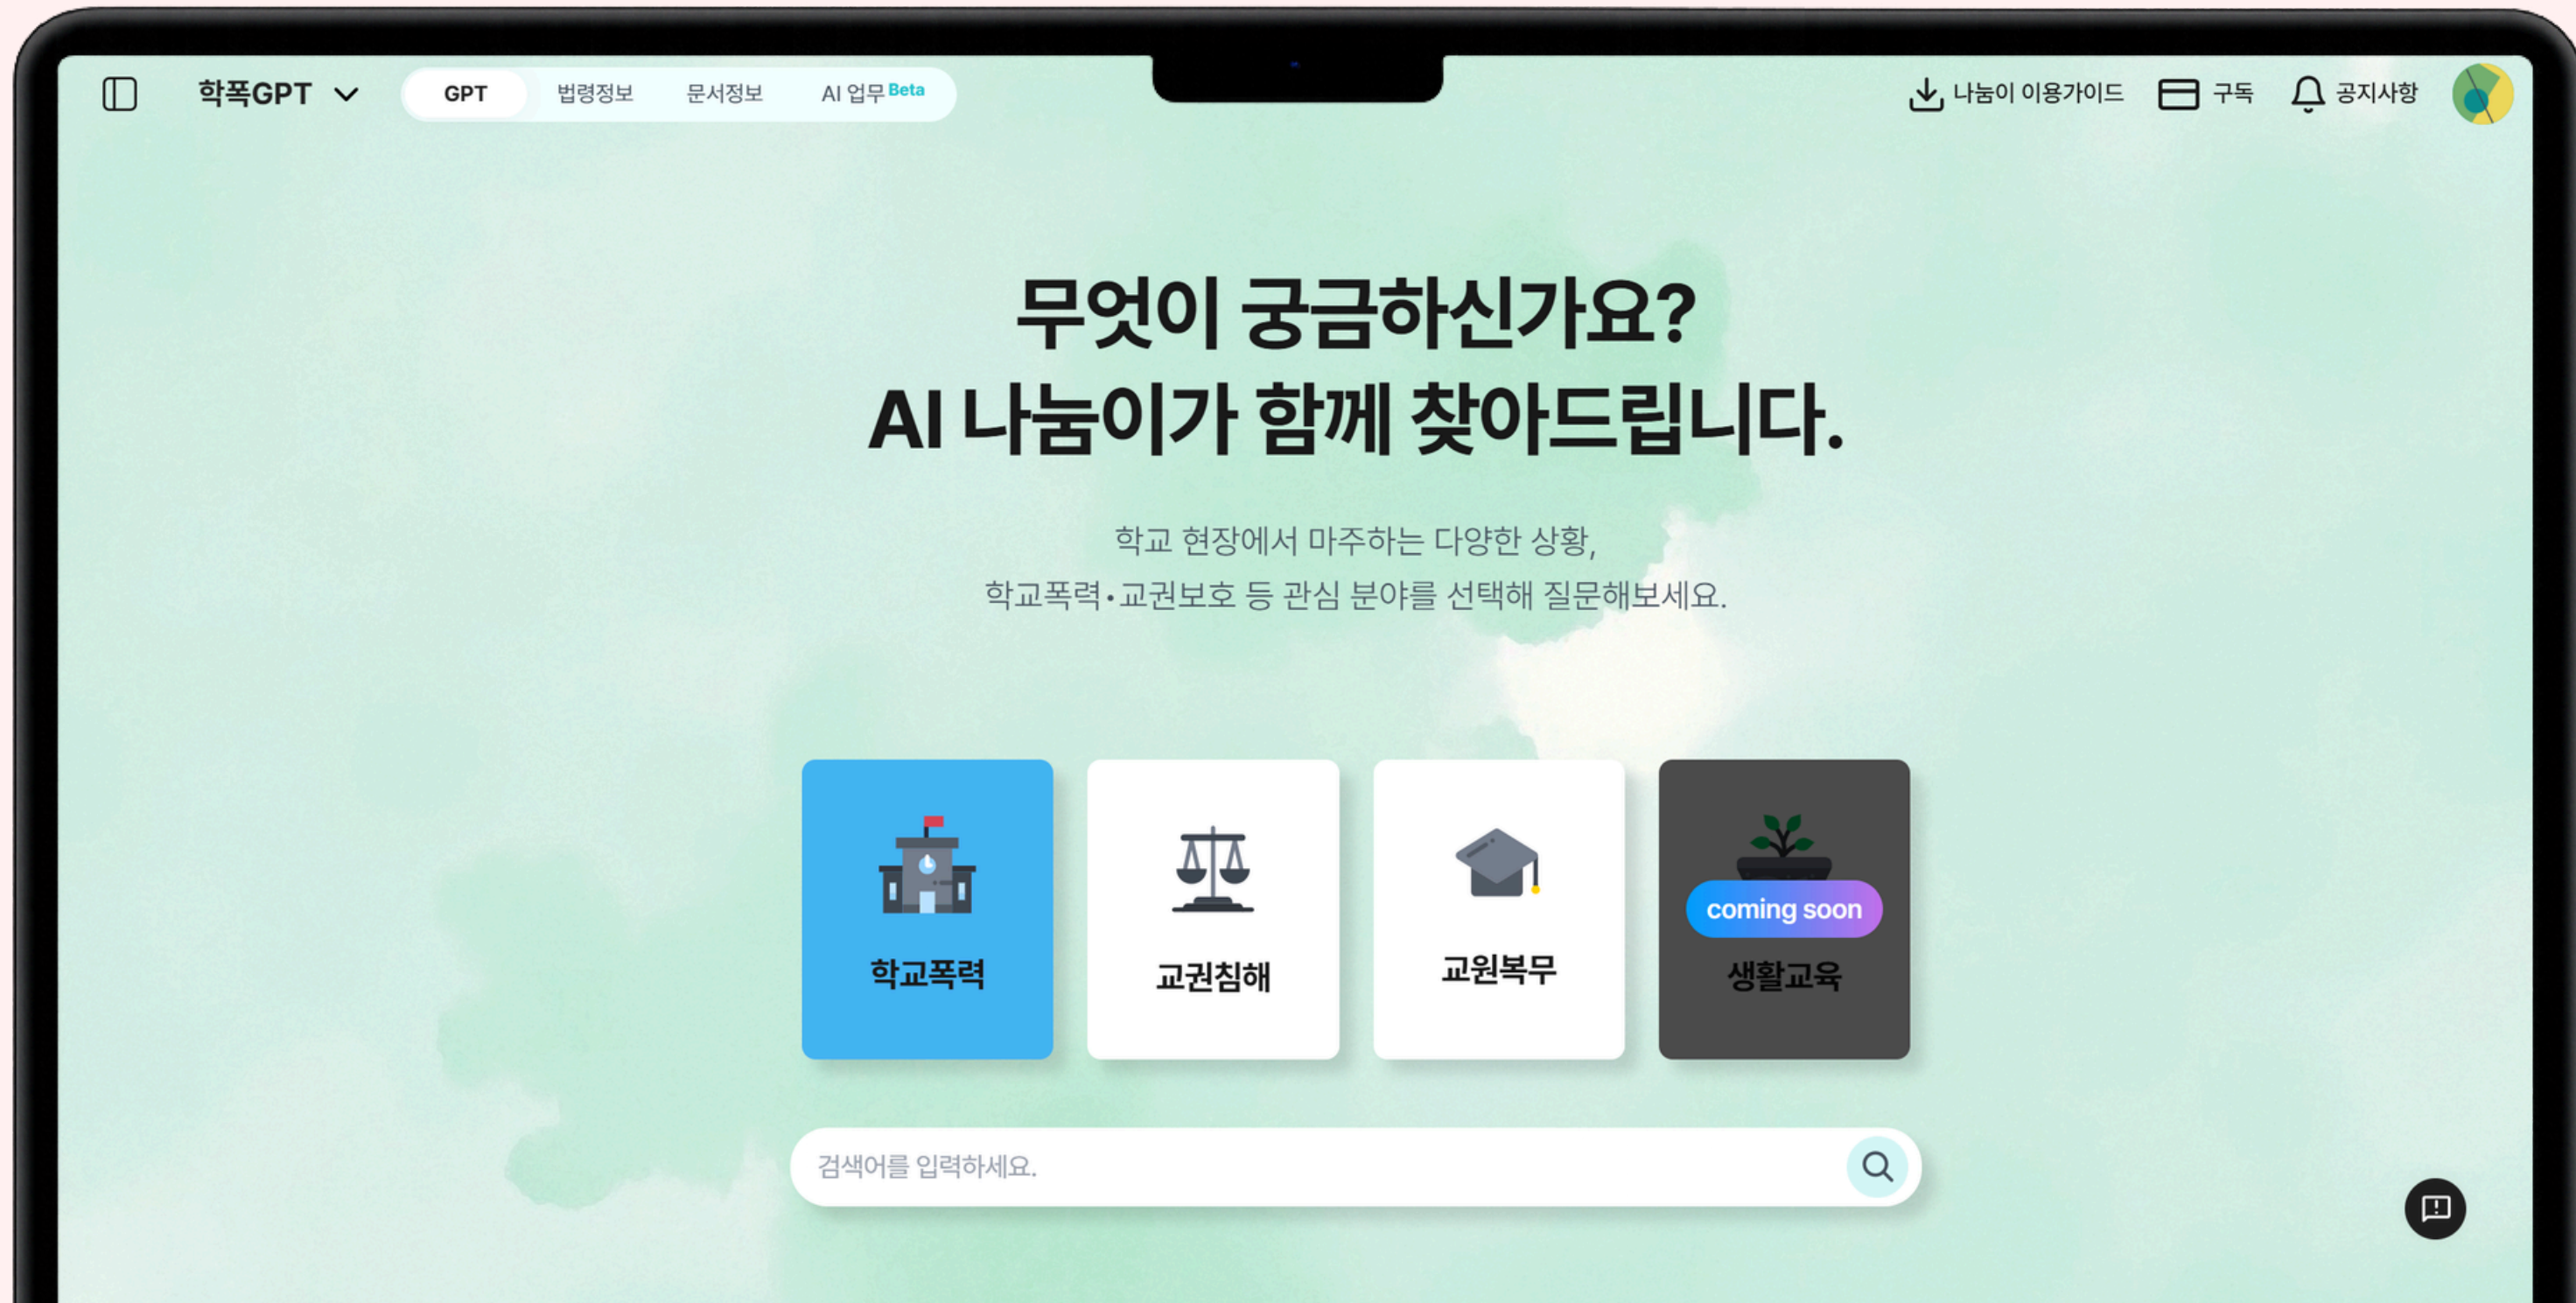 학폭GPT
GPT 법령정보 문서정보 AI 업무 Beta
나눔이 이용가이드 구독 공지사항
무엇이 궁금하신가요?
AI 나눔이가 함께 찾아드립니다.
학교 현장에서 마주하는 다양한 상황,
학교폭력•교권보호 등 관심 분야를 선택해 질문해보세요.
학교폭력
교권침해
교원복무
coming soon
생활교육
검색어를 입력하세요.